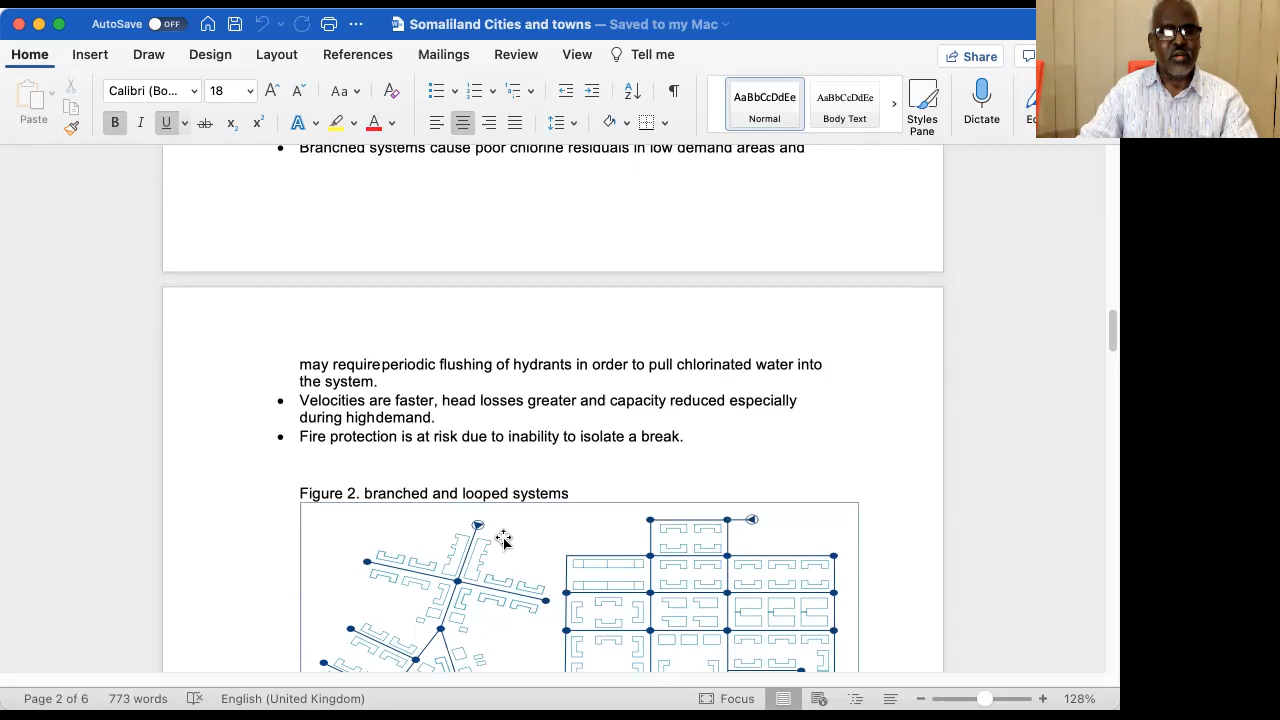 AutoSave OFF
Somaliland Cities and towns — Saved to my Mac
Home Insert Draw Design Layout References Mailings Review View Tell me
Share
Paste
Calibri (Bo... 18
Aa
B I U ab x2 x2 A A
AaBbCcDdEe AaBbCcDdEe
Normal Body Text
Styles
Pane
Dictate
Branched systems cause poor chlorine residuals in low demand areas and
may requireperiodic flushing of hydrants in order to pull chlorinated water into
the system.
Velocities are faster, head losses greater and capacity reduced especially
during highdemand.
Fire protection is at risk due to inability to isolate a break.
Figure 2. branched and looped systems
Page 2 of 6 773 words English (United Kingdom) Focus 128%